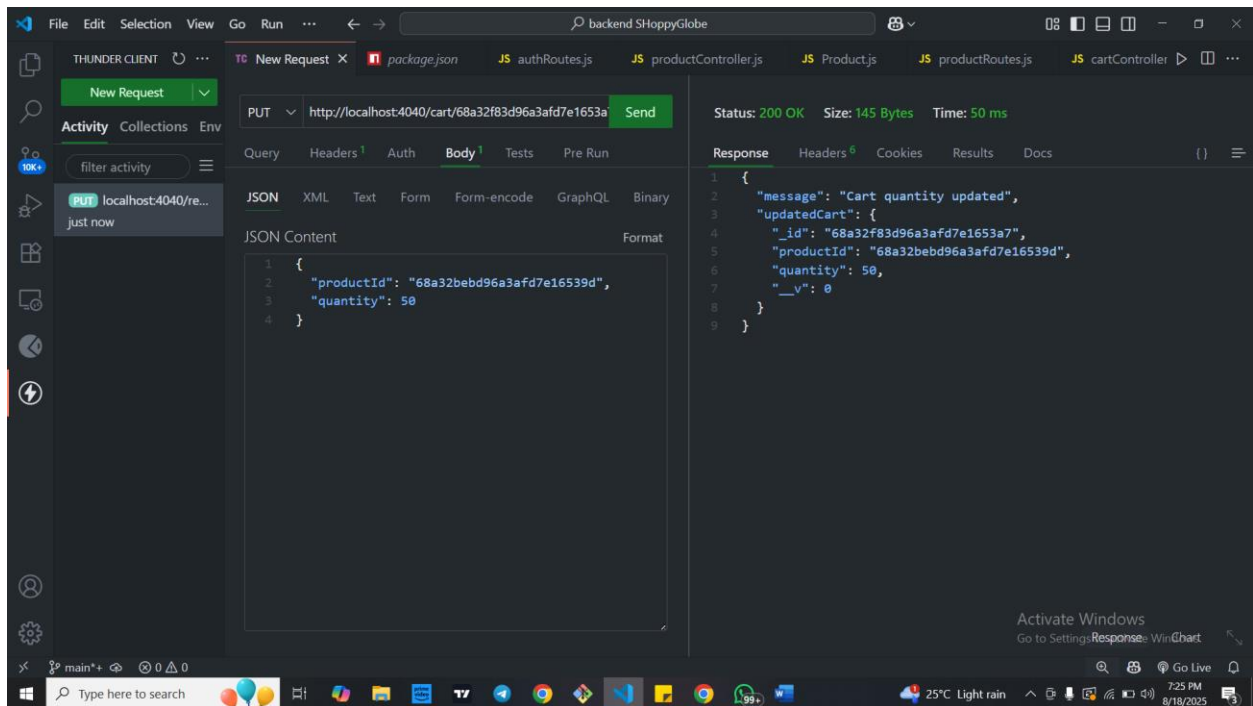 File Edit Selection View Go Run ··· backend SHoppyGlobe
THUNDER CLIENT
New Request
Activity Collections Env
filter activity
10K+
PUT localhost:4040/re...
just now
TC New Request package.json JS authRoutes.js JS productController.js JS Product.js JS productRoutes.js JS cartController
PUT http://localhost:4040/cart/68a32f83d96a3afd7e1653a Send
Query Headers 1 Auth Body 1 Tests Pre Run
JSON XML Text Form Form-encode GraphQL Binary
JSON Content Format
1 {
2 "productId": "68a32bebd96a3afd7e16539d",
3 "quantity": 50
4 }
Status: 200 OK Size: 145 Bytes Time: 50 ms
Response Headers 6 Cookies Results Docs {}
1 {
2 "message": "Cart quantity updated",
3 "updatedCart": {
4 "_id": "68a32f83d96a3afd7e1653a7",
5 "productId": "68a32bebd96a3afd7e16539d",
6 "quantity": 50,
7 "__v": 0
8 }
9 }
Activate Windows
Go to Settings Response Windows. Chart
main*+ 0 0 Go Live
Type here to search 99+ 25°C Light rain 7:25 PM
8/18/2025 3